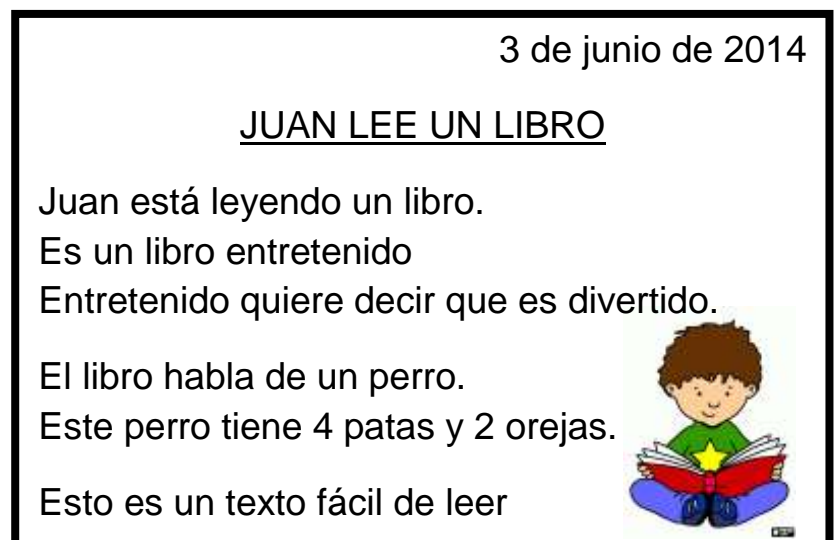 3 de junio de 2014
JUAN LEE UN LIBRO
Juan está leyendo un libro.
Es un libro entretenido
Entretenido quiere decir que es divertido.
El libro habla de un perro.
Este perro tiene 4 patas y 2 orejas.
Esto es un texto fácil de leer